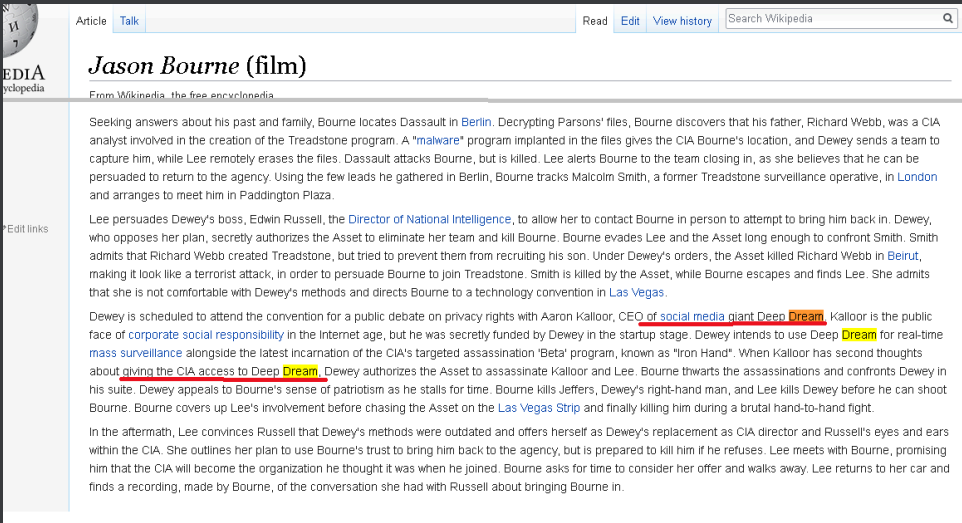 Article Talk Read Edit View history Search Wikipedia
EDIA
yclopedia
Jason Bourne (film)
From Wikipedia, the free encyclopedia
Seeking answers about his past and family, Bourne locates Dassault in Berlin. Decrypting Parsons' files, Bourne discovers that his father, Richard Webb, was a CIA
analyst involved in the creation of the Treadstone program. A "malware" program implanted in the files gives the CIA Bourne's location, and Dewey sends a team to
capture him, while Lee remotely erases the files. Dassault attacks Bourne, but is killed. Lee alerts Bourne to the team closing in, as she believes that he can be
persuaded to return to the agency. Using the few leads he gathered in Berlin, Bourne tracks Malcolm Smith, a former Treadstone surveillance operative, in London
and arranges to meet him in Paddington Plaza.
Edit links
Lee persuades Dewey's boss, Edwin Russell, the Director of National Intelligence, to allow her to contact Bourne in person to attempt to bring him back in. Dewey,
who opposes her plan, secretly authorizes the Asset to eliminate her team and kill Bourne. Bourne evades Lee and the Asset long enough to confront Smith. Smith
admits that Richard Webb created Treadstone, but tried to prevent them from recruiting his son. Under Dewey's orders, the Asset killed Richard Webb in Beirut,
making it look like a terrorist attack, in order to persuade Bourne to join Treadstone. Smith is killed by the Asset, while Bourne escapes and finds Lee. She admits
that she is not comfortable with Dewey's methods and directs Bourne to a technology convention in Las Vegas.
Dewey is scheduled to attend the convention for a public debate on privacy rights with Aaron Kalloor, CEO of social media giant Deep Dream. Kalloor is the public
face of corporate social responsibility in the Internet age, but he was secretly funded by Dewey in the startup stage. Dewey intends to use Deep Dream for real-time
mass surveillance alongside the latest incarnation of the CIA's targeted assassination 'Beta' program, known as "Iron Hand". When Kalloor has second thoughts
about giving the CIA access to Deep Dream, Dewey authorizes the Asset to assassinate Kalloor and Lee. Bourne thwarts the assassinations and confronts Dewey in
his suite. Dewey appeals to Bourne's sense of patriotism as he stalls for time. Bourne kills Jeffers, Dewey's right-hand man, and Lee kills Dewey before he can shoot
Bourne. Bourne covers up Lee's involvement before chasing the Asset on the Las Vegas Strip and finally killing him during a brutal hand-to-hand fight.
In the aftermath, Lee convinces Russell that Dewey's methods were outdated and offers herself as Dewey's replacement as CIA director and Russell's eyes and ears
within the CIA. She outlines her plan to use Bourne's trust to bring him back to the agency, but is prepared to kill him if he refuses. Lee meets with Bourne, promising
him that the CIA will become the organization he thought it was when he joined. Bourne asks for time to consider her offer and walks away. Lee returns to her car and
finds a recording, made by Bourne, of the conversation she had with Russell about bringing Bourne in.